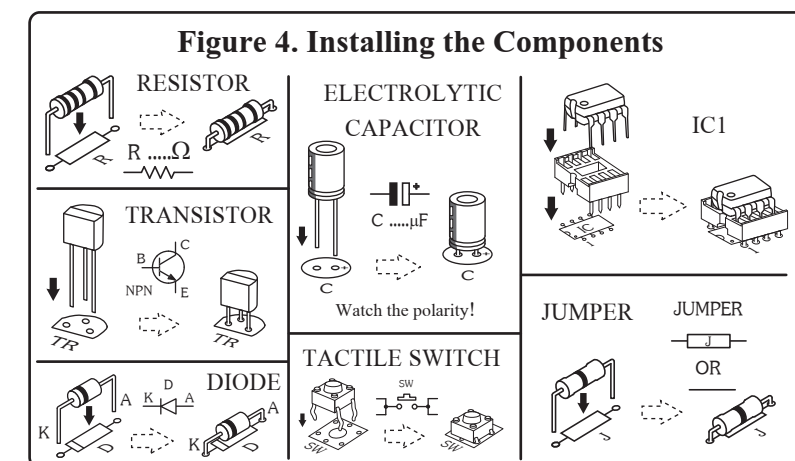 Figure 4. Installing the Components
RESISTOR
R
R .....Ω
R
TRANSISTOR
B
C
E
NPN
TR
TR
DIODE
K
A
D
K
D
A
K
A
D
ELECTROLYTIC
CAPACITOR
+
C .....µF
+
C
C
Watch the polarity!
TACTILE SWITCH
SW
SW
SW
IC1
C
JUMPER
JUMPER
J
OR
J
J